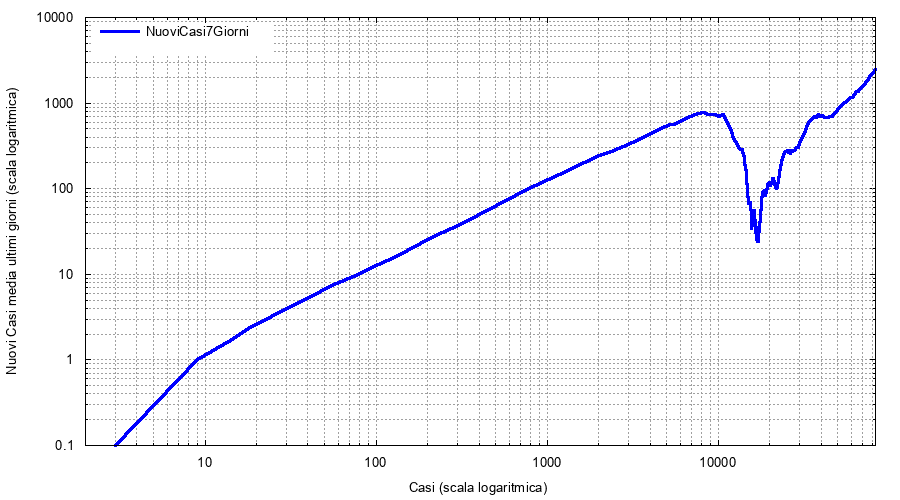 10000
NuoviCasi7Giorni
1000
100
10
1
0.1
Nuovi Casi media ultimi giorni (scala logaritmica)
10 100 1000 10000
Casi (scala logaritmica)